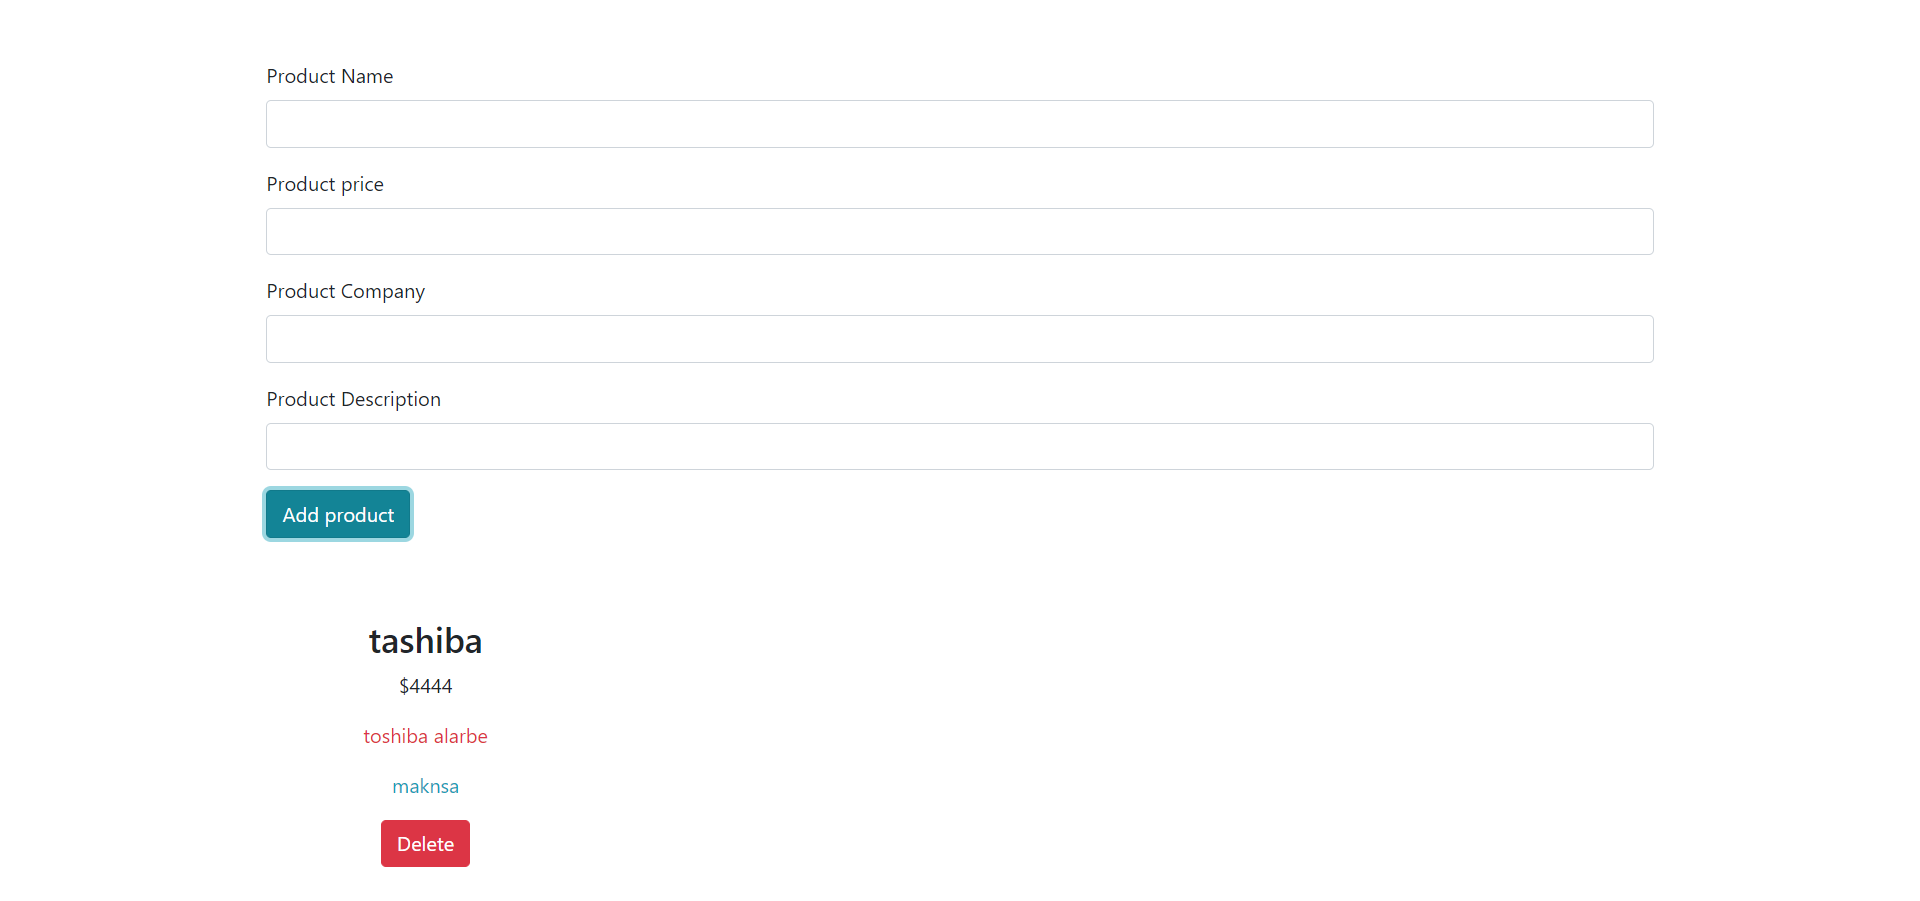 Product Name
Product price
Product Company
Product Description
Add product
tashiba
$4444
toshiba alarbe
maknsa
Delete